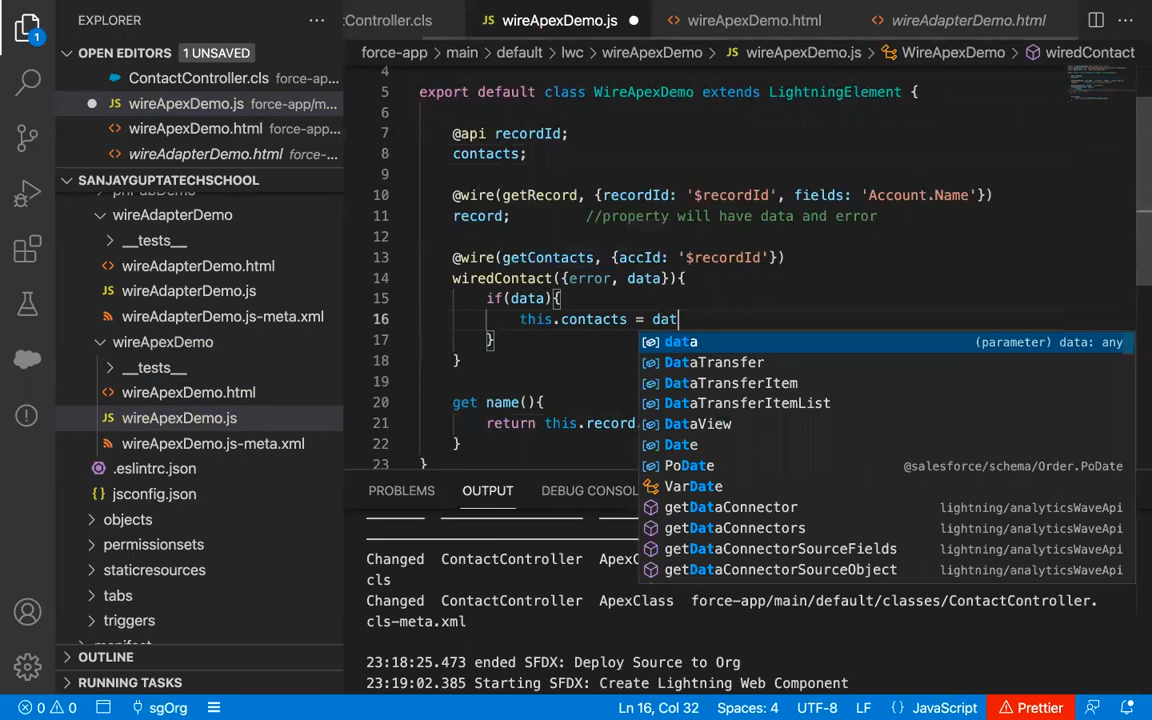 EXPLORER
OPEN EDITORS 1 UNSAVED
ContactController.cls force-ap...
wireApexDemo.js force-app/m...
wireApexDemo.html force-app...
wireAdapterDemo.html force-...
SANJAYGUPTATECHSCHOOL
wireAdapterDemo
__tests__
wireAdapterDemo.html
wireAdapterDemo.js
wireAdapterDemo.js-meta.xml
wireApexDemo
__tests__
wireApexDemo.html
wireApexDemo.js
wireApexDemo.js-meta.xml
.eslintrc.json
jsconfig.json
objects
permissionsets
staticresources
tabs
triggers
OUTLINE
RUNNING TASKS
1
tController.cls wireApexDemo.js wireApexDemo.html wireAdapterDemo.html
force-app > main > default > lwc > wireApexDemo > wireApexDemo.js > WireApexDemo > wiredContact
4
5 export default class WireApexDemo extends LightningElement {
6
7 @api recordId;
8 contacts;
9
10 @wire(getRecord, {recordId: '$recordId', fields: 'Account.Name'})
11 record; //property will have data and error
12
13 @wire(getContacts, {accId: '$recordId'})
14 wiredContact({error, data}){
15 if(data){
16 this.contacts = dat
17 }
18 }
19
20 get name(){
21 return this.record.
22 }
23 }
data (parameter) data: any
DataTransfer
DataTransferItem
DataTransferItemList
DataView
Date
PoDate @salesforce/schema/Order.PoDate
VarDate
getDataConnector lightning/analyticsWaveApi
getDataConnectors lightning/analyticsWaveApi
getDataConnectorSourceFields lightning/analyticsWaveApi
getDataConnectorSourceObject lightning/analyticsWaveApi
PROBLEMS OUTPUT DEBUG CONSOL
Changed ContactController ApexC
cls
Changed ContactController ApexClass force-app/main/default/classes/ContactController.
cls-meta.xml
23:18:25.473 ended SFDX: Deploy Source to Org
23:19:02.385 Starting SFDX: Create Lightning Web Component
0 0 sgOrg Ln 16, Col 32 Spaces: 4 UTF-8 LF {} JavaScript Prettier